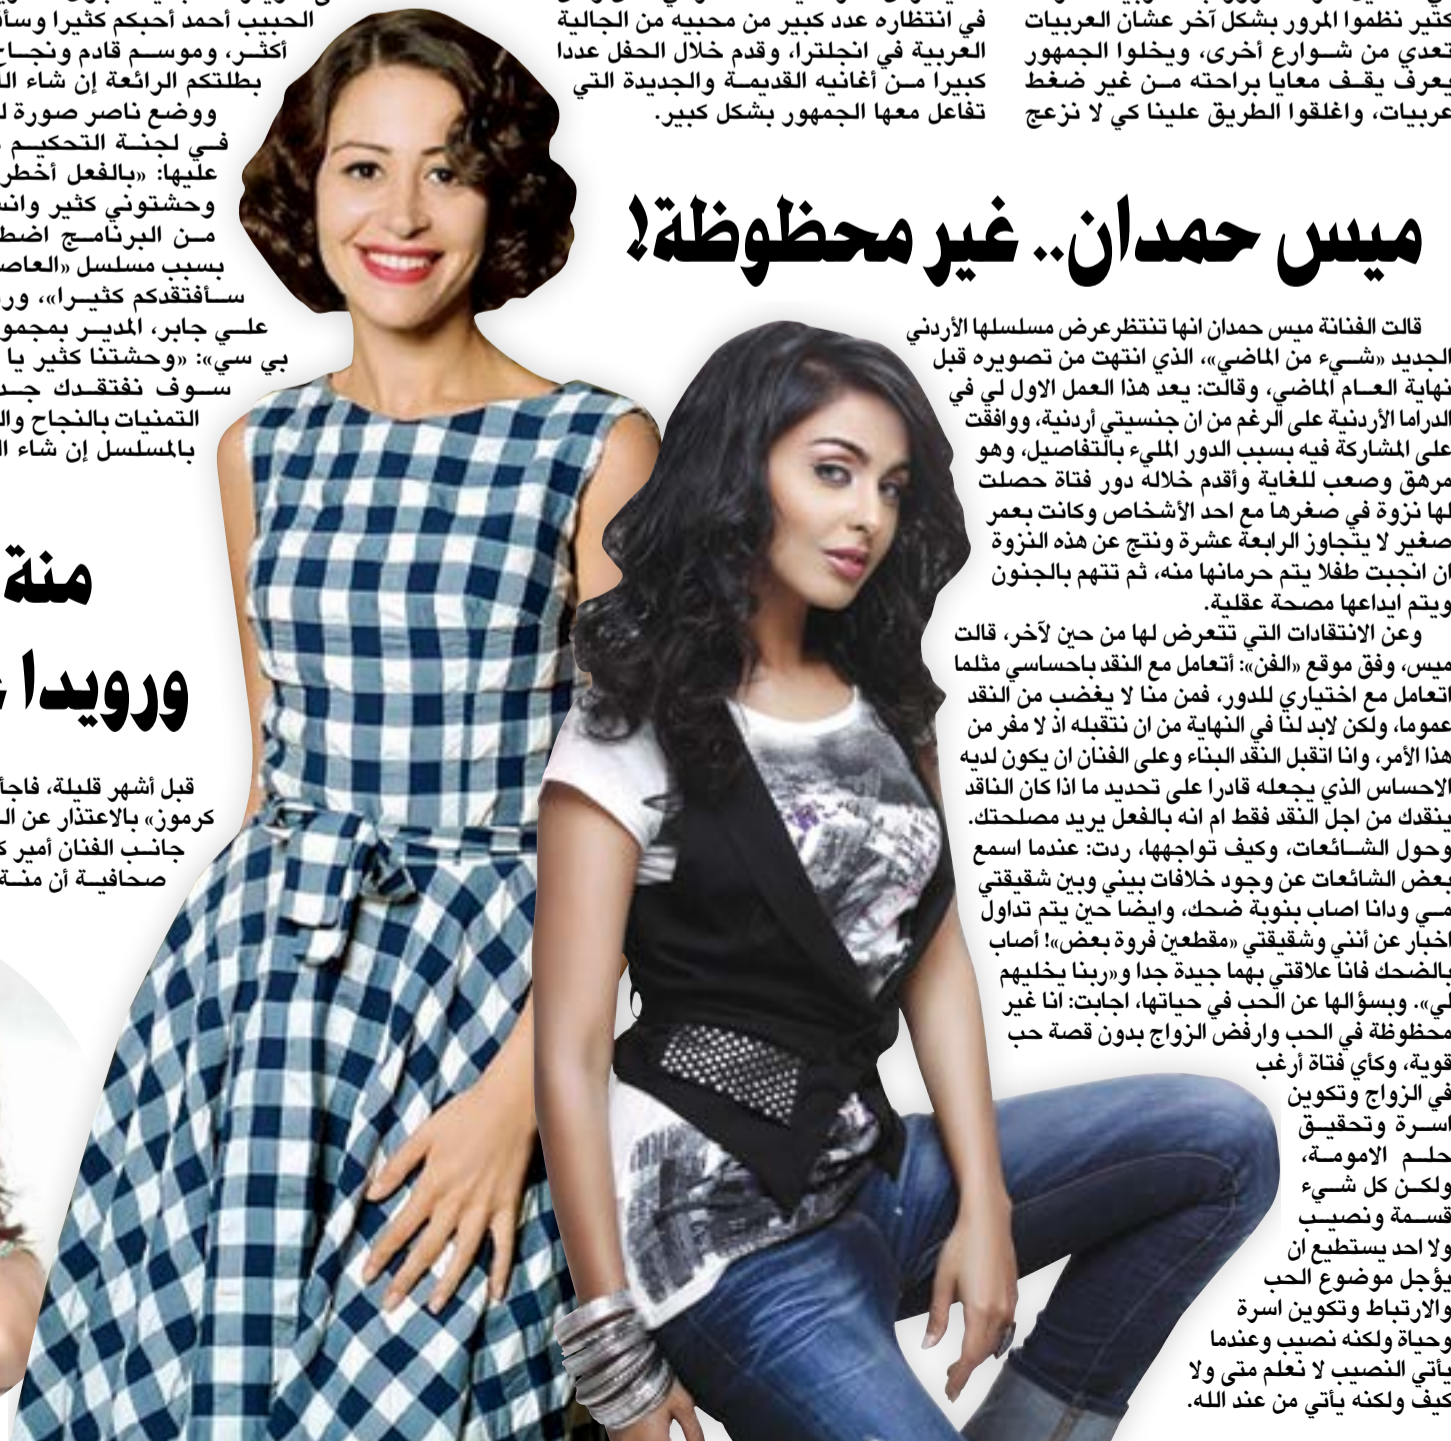 كثير نظموا المرور بشكل آخر عشان العربيات
تعدي من شوارع أخرى، ويخلوا الجمهور
يعرف يقف معايا براحته من غير ضغط
عربيات، واغلقوا الطريق علينا كي لا نزعج
في انتظاره عدد كبير من محبيه من الجالية
العربية في انجلترا، وقدم خلال الحفل عددا
كبيرا من أغانيه القديمة والجديدة التي
تفاعل معها الجمهور بشكل كبير.
الحبيب أحمد أحبكم كثيرا
أكثر، وموسم قادم ونجاح
بطلتكم الرائعة إن شاء
ووضع ناصر صورة
في لجنة التحكيم
عليها: «بالفعل
وحشتوني كثير
من البرنامج
بسبب مسلسل
سأفتقدكم كثيرا»،
علي جابر، المدير
بي سي»: «وحشتنا كثير يا
سوف نفتقدك
التمنيات بالنجاح
بالمسلسل إن شاء
ميس حمدان.. غير محظوظة!
قالت الفنانة ميس حمدان انها تنتظر عرض مسلسلها الأردني
الجديد «شيء من الماضي»، الذي انتهت من تصويره قبل
نهاية العام الماضي، وقالت: يعد هذا العمل الاول لي في
الدراما الأردنية على الرغم من ان جنسيتي أردنية، ووافقت
على المشاركة فيه بسبب الدور المليء بالتفاصيل، وهو
مرهق وصعب للغاية وأقدم خلاله دور فتاة حصلت
لها نزوة في صغرها مع احد الأشخاص وكانت بعمر
صغير لا يتجاوز الرابعة عشرة ونتج عن هذه النزوة
ان انجبت طفلا يتم حرمانها منه، ثم تتهم بالجنون
ويتم ايداعها مصحة عقلية.
وعن الانتقادات التي تتعرض لها من حين لآخر، قالت
ميس، وفق موقع «الفن»: أتعامل مع النقد باحساسي مثلما
اتعامل مع اختياري للدور، فمن منا لا يغضب من النقد
عموما، ولكن لابد لنا في النهاية من ان نتقبله اذ لا مفر من
هذا الأمر، وانا اتقبل النقد البناء وعلى الفنان ان يكون لديه
الاحساس الذي يجعله قادرا على تحديد ما اذا كان الناقد
ينقدك من اجل النقد فقط ام انه بالفعل يريد مصلحتك.
وحول الشائعات، وكيف تواجهها، ردت: عندما اسمع
بعض الشائعات عن وجود خلافات بيني وبين شقيقتي
مي ودانا اصاب بنوبة ضحك، وايضا حين يتم تداول
اخبار عن أنني وشقيقتي «مقطعين فروة بعض»! أصاب
بالضحك فانا علاقتي بهما جيدة جدا و«ربنا يخليهم
لي». وبسؤالها عن الحب في حياتها، اجابت: انا غير
محظوظة في الحب وارفض الزواج بدون قصة حب
قوية، وكأي فتاة أرغب
في الزواج وتكوين
اسرة وتحقيق
حلم الامومة،
ولكن كل شيء
قسمة ونصيب
ولا احد يستطيع ان
يؤجل موضوع الحب
والارتباط وتكوين اسرة
وحياة ولكنه نصيب وعندما
يأتي النصيب لا نعلم متى ولا
كيف ولكنه يأتي من عند الله.
منة
ورويدا
قبل أشهر قليلة،
كرموز» بالاعتذار عن
جانب الفنان أمير
صحافية أن منة